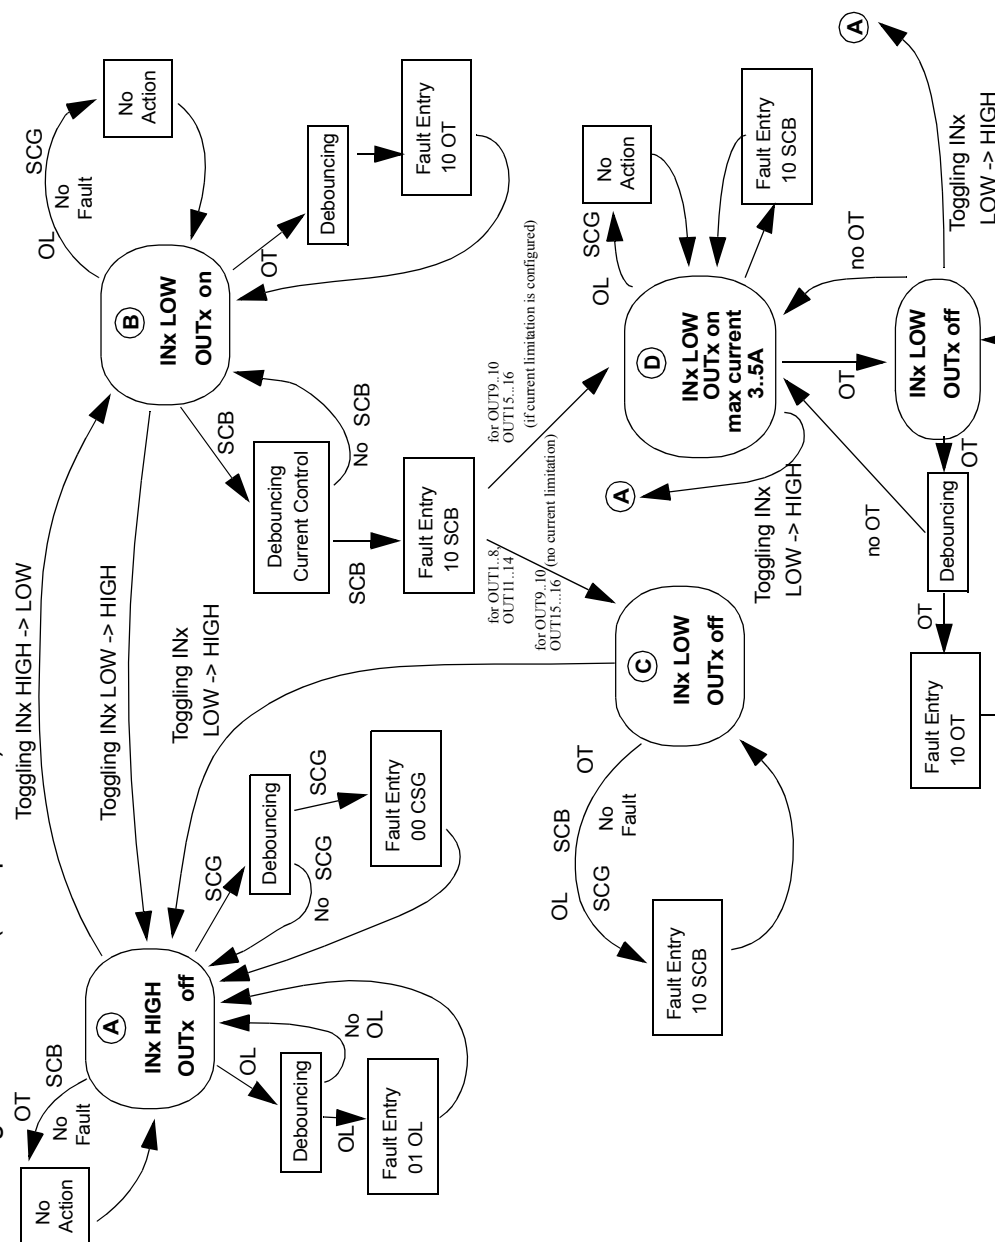 Toggling INx HIGH -> LOW
Toggling INx LOW -> HIGH
Toggling INx
LOW -> HIGH
OT
SCB
No
Fault
No
Action
A
INx HIGH
OUTx off
OL
Debouncing
No
OL
OL
Fault Entry
01 OL
SCG
Debouncing
No SCG
SCG
Fault Entry
00 CSG
B
INx LOW
OUTx on
OL
No
Fault
SCG
No
Action
OT
Debouncing
Fault Entry
10 OT
SCB
Debouncing
Current Control
No SCB
SCB
Fault Entry
10 SCB
for OUT1..8,
OUT11..14
for OUT9..10
OUT15...16 (no current limitation)
for OUT9..10
OUT15...16
(if current limitation is configured)
C
INx LOW
OUTx off
OL
SCB
OT
SCG
No
Fault
Fault Entry
10 SCB
D
INx LOW
OUTx on
max current
3..5A
OL
SCG
No
Action
Fault Entry
10 SCB
A
Toggling INx
LOW -> HIGH
OT
no OT
no OT
INx LOW
OUTx off
OT
Debouncing
OT
Fault Entry
10 OT
Toggling INx
LOW -> HIGH
A